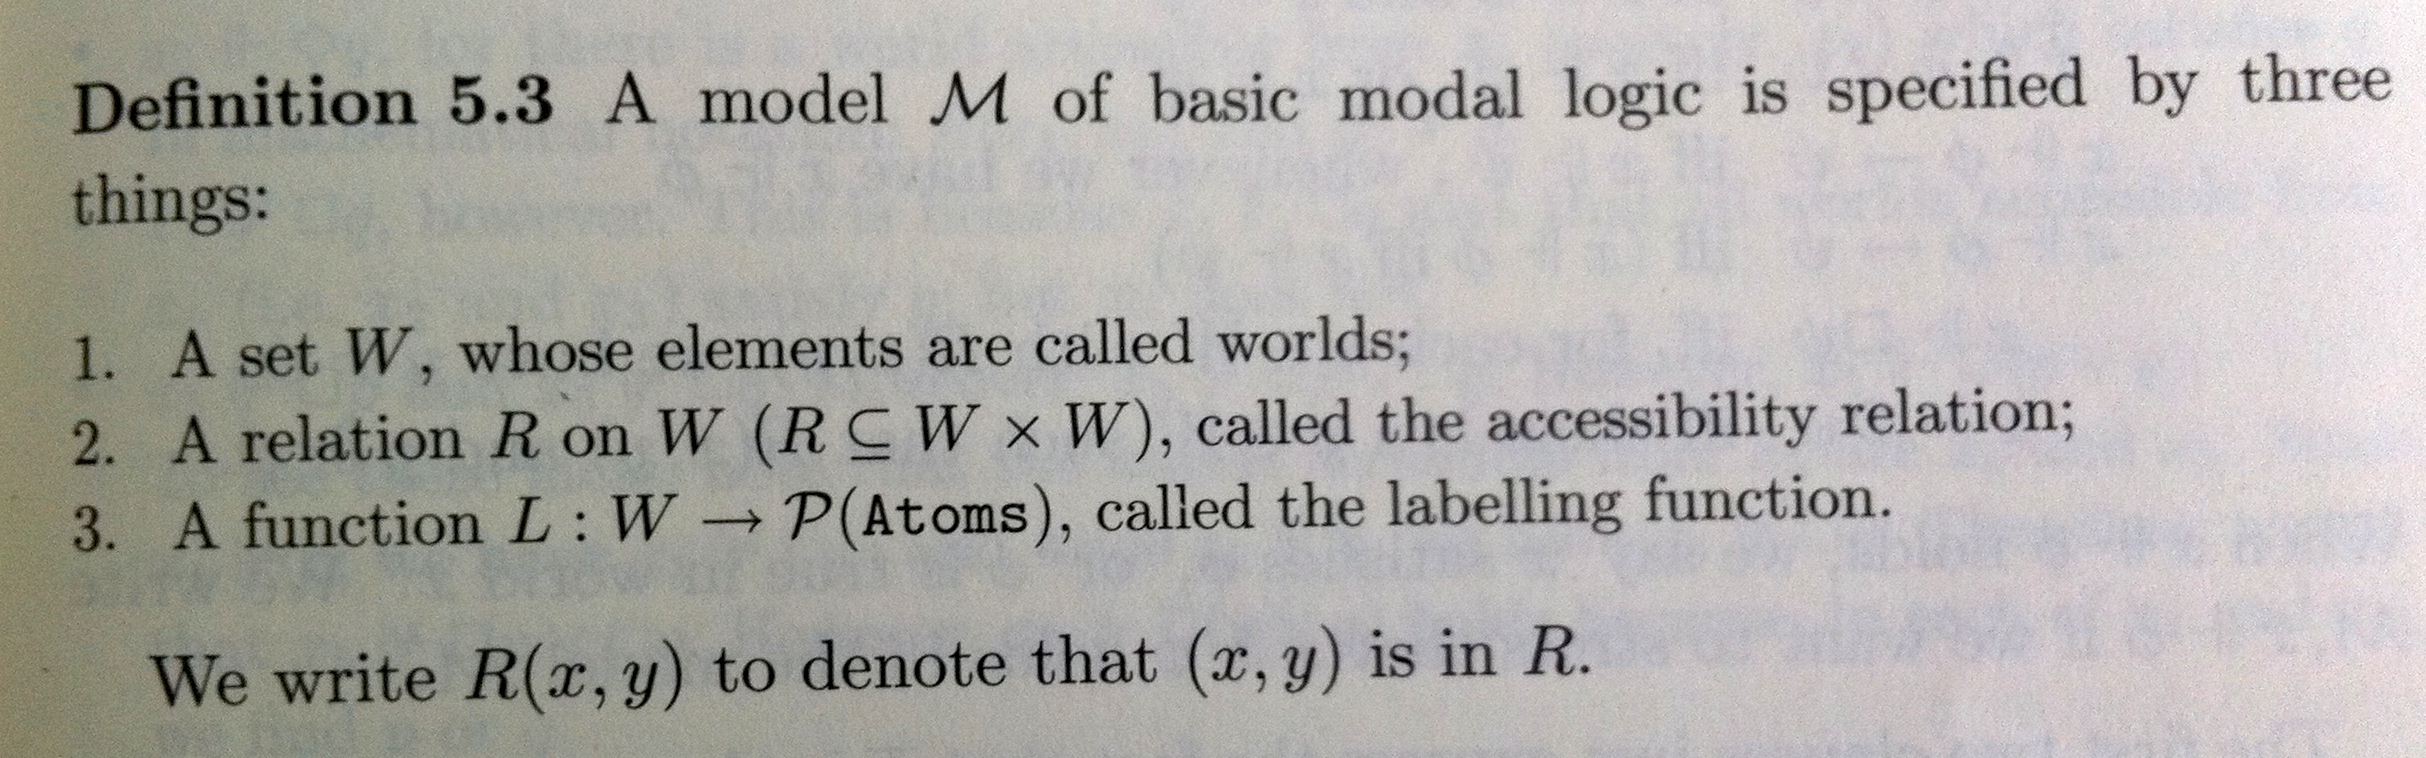 Definition 5.3 A model ℳ of basic modal logic is specified by three
things:
1. A set W, whose elements are called worlds;
2. A relation R on W (R ⊆ W × W), called the accessibility relation;
3. A function L : W → 𝒫(Atoms), called the labelling function.
We write R(x, y) to denote that (x, y) is in R.